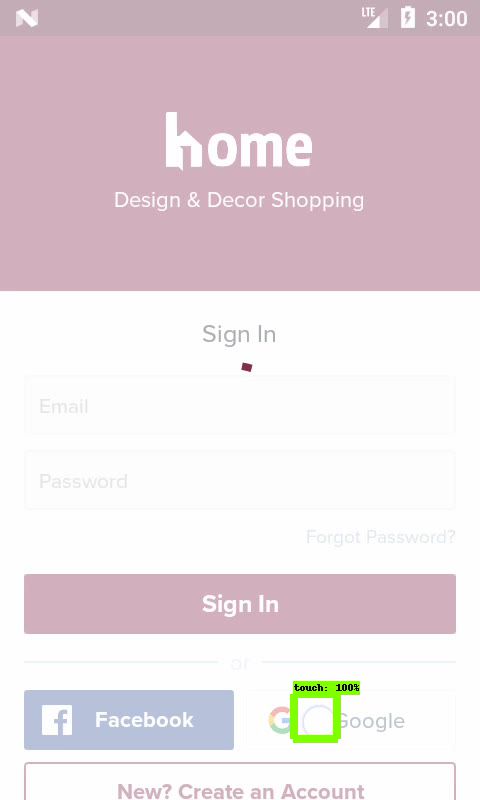 LTE 3:00
home
Design & Decor Shopping
Sign In
Email
Password
Forgot Password?
Sign In
or
touch: 100%
Facebook
Google
New? Create an Account